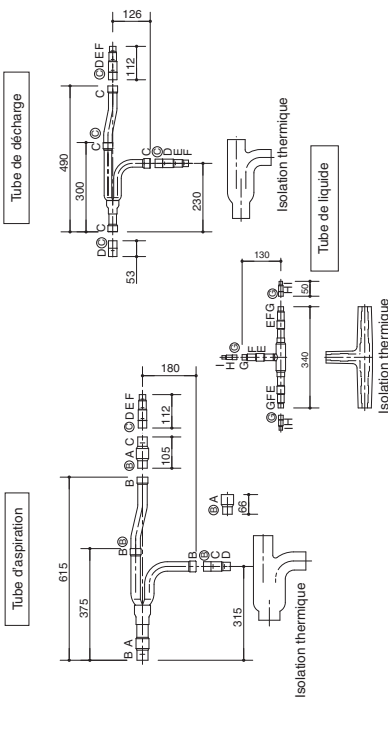 Tube d'aspiration
615
375
180
112
105
B A
B
B Ⓑ
B
Ⓑ A C
Ⓒ D E F
B
Ⓑ
C
D
Ⓑ A
66
315
Isolation thermique
Tube de décharge
490
300
126
112
D C
C
C Ⓒ
C
Ⓒ D E F
C
Ⓒ
D
E
F
53
230
Isolation thermique
Tube de liquide
130
I
H Ⓖ
G F E
Ⓖ G F E
I H
E F G
Ⓖ
H I
340
50
Isolation thermique